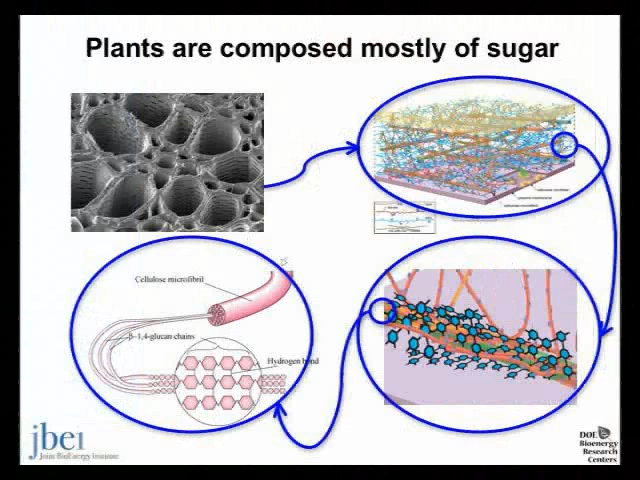 Plants are composed mostly of sugar
Cellulose microfibril
β-1,4-glucan chains
Hydrogen bond
jbei
Joint BioEnergy Institute
DOE
Bioenergy
Research
Centers